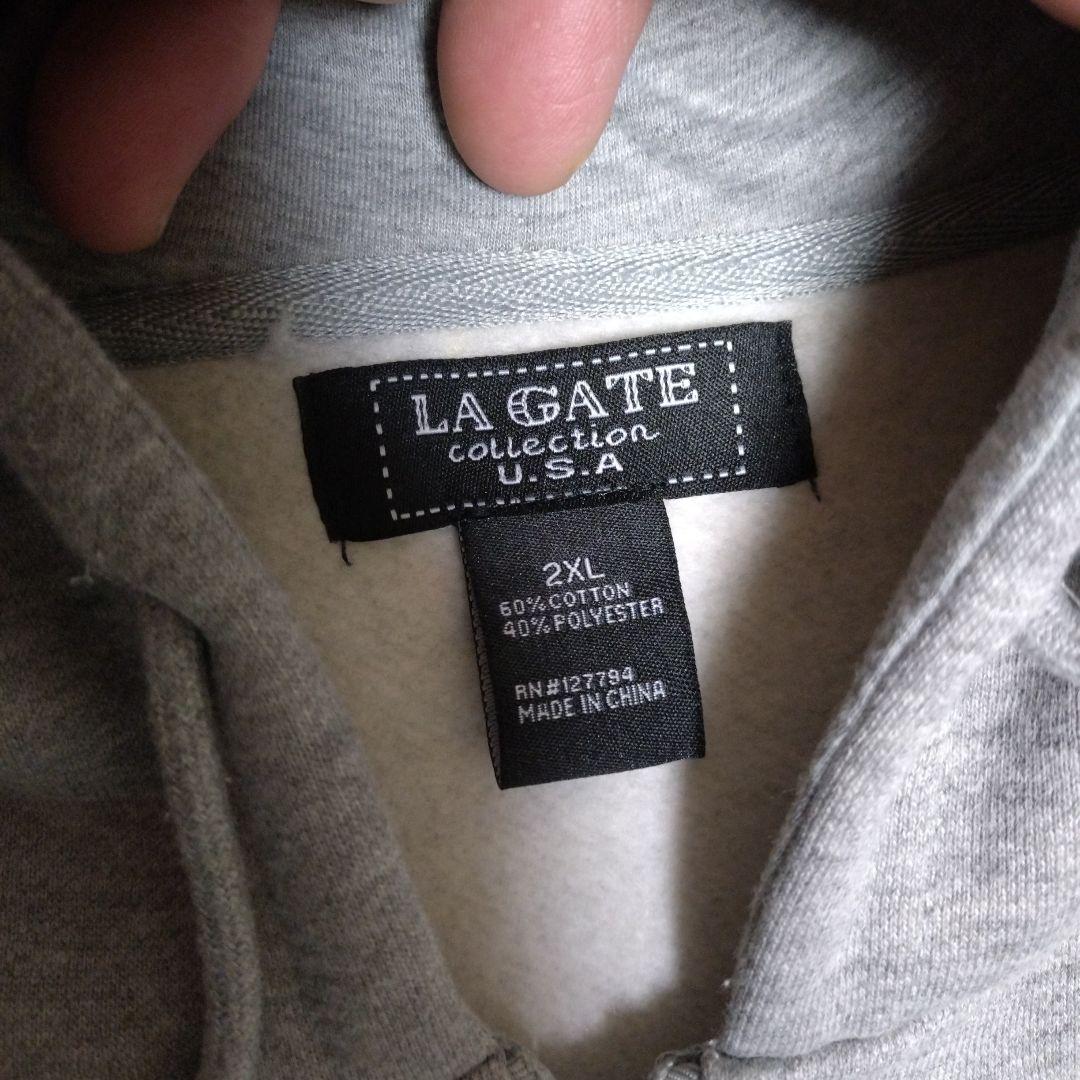 LA GATE
collection
U.S.A
2XL
60%COTTON
40%POLYESTER
RN#127794
MADE IN CHINA